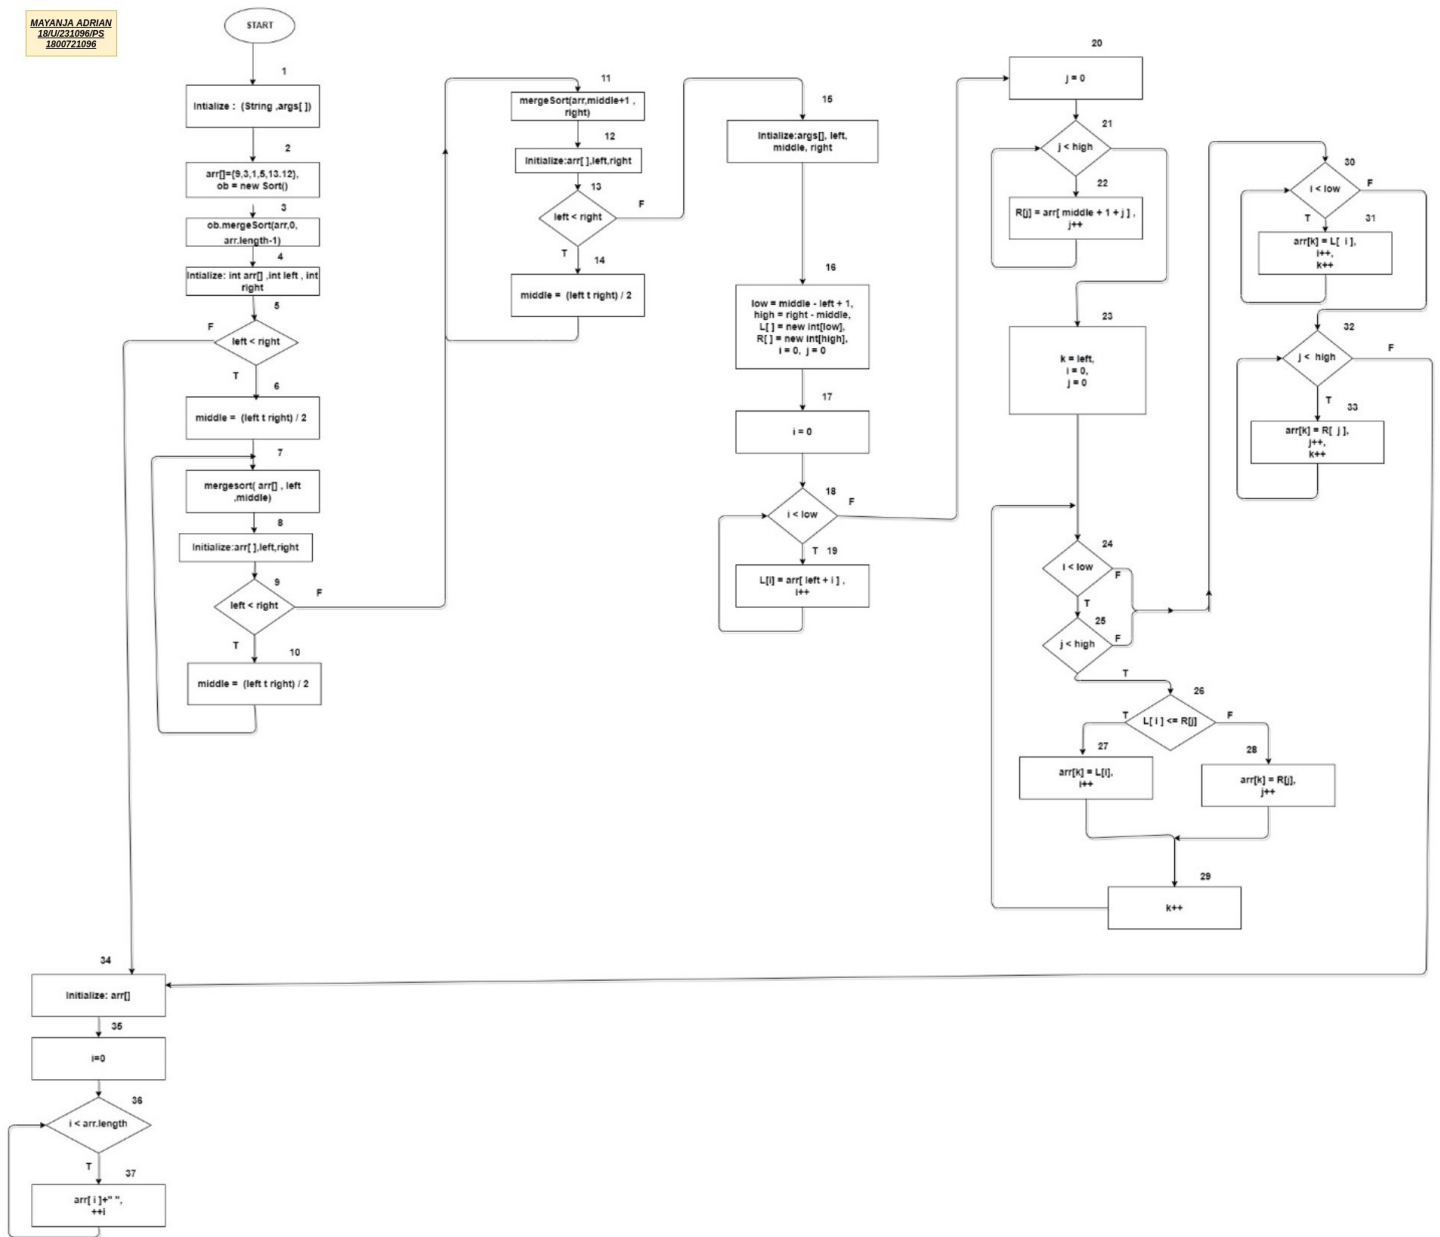 MAYANJA ADRIAN
18/U/231096/PS
1800721096
START
1
Intialize : (String ,args[ ])
2
arr[]={9,3,1,5,13.12},
ob = new Sort()
3
ob.mergeSort(arr,0,
arr.length-1)
4
Intialize: int arr[] ,int left , int
right
5
F
left < right
T
6
middle = (left t right) / 2
7
mergesort( arr[] , left
,middle)
8
Initialize:arr[ ],left,right
9
left < right
F
T
10
middle = (left t right) / 2
11
mergeSort(arr,middle+1 ,
right)
12
Initialize:arr[ ],left,right
13
left < right
F
T
14
middle = (left t right) / 2
15
Intialize:args[], left,
middle, right
16
low = middle - left + 1,
high = right - middle,
L[ ] = new int[low],
R[ ] = new int[high],
i = 0, j = 0
17
i = 0
18
i < low
F
T
19
L[i] = arr[ left + i ] ,
i++
20
j = 0
21
j < high
22
R[j] = arr[ middle + 1 + j ] ,
j++
23
k = left,
i = 0,
j = 0
24
i < low
F
T
25
j < high
F
T
26
T
L[ i ] <= R[j]
F
27
arr[k] = L[i],
i++
28
arr[k] = R[j],
j++
29
k++
30
i < low
F
T
31
arr[k] = L[ i ],
i++,
k++
32
j < high
F
T
33
arr[k] = R[ j ],
j++,
k++
34
Initialize: arr[]
35
i=0
36
i < arr.length
T
37
arr[ i ]+" ",
++i